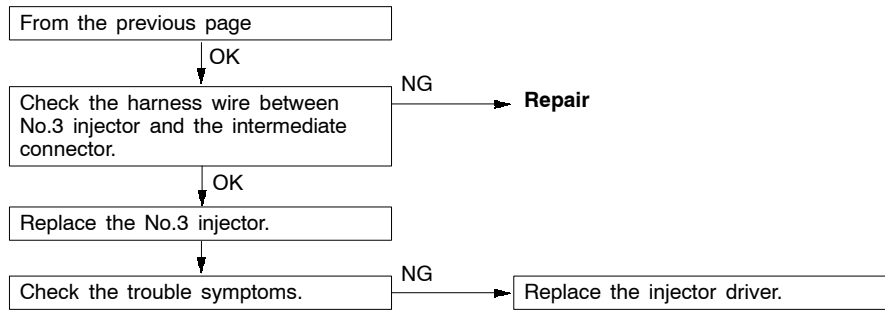 From the previous page
OK
Check the harness wire between
No.3 injector and the intermediate
connector.
NG
Repair
OK
Replace the No.3 injector.
Check the trouble symptoms.
NG
Replace the injector driver.